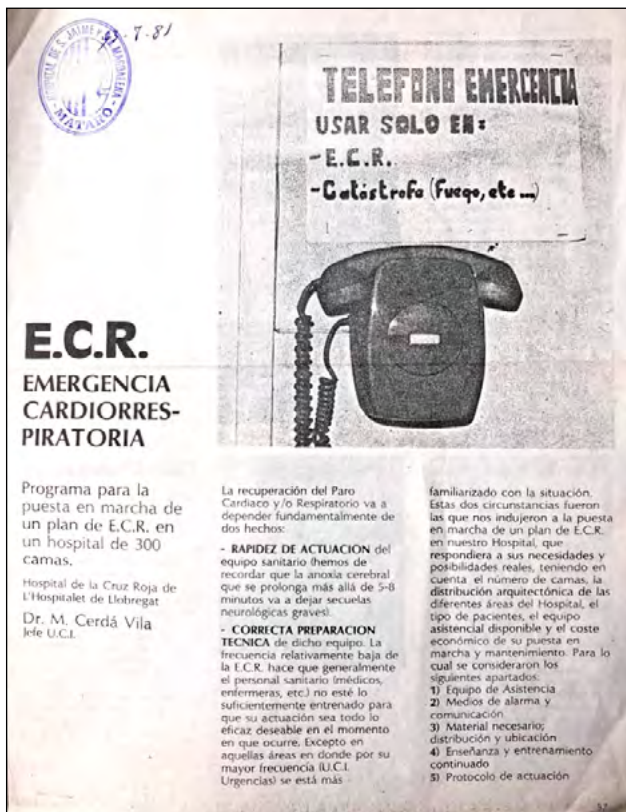 7-81
HOSPITAL DE S. JAIME Y MAGDALENA
- MATARO -
TELEFONO EMERGENCIA
USAR SOLO EN:
-E.C.R.
-Catástrofe (Fuego, etc...)
E.C.R.
EMERGENCIA
CARDIORRES-
PIRATORIA
Programa para la
puesta en marcha de
un plan de E.C.R. en
un hospital de 300
camas.
Hospital de la Cruz Roja de
L'Hospitalet de Llobregat
Dr. M. Cerdá Vila
Jefe U.C.I.
La recuperación del Paro
Cardiaco y/o Respiratorio va a
depender fundamentalmente de
dos hechos:
- RAPIDEZ DE ACTUACION del
equipo sanitario (hemos de
recordar que la anoxia cerebral
que se prolonga más allá de 5-8
minutos va a dejar secuelas
neurológicas graves).
- CORRECTA PREPARACION
TECNICA de dicho equipo. La
frecuencia relativamente baja de
la E.C.R. hace que generalmente
el personal sanitario (médicos,
enfermeras, etc.) no esté lo
suficientemente entrenado para
que su actuación sea todo lo
eficaz deseable en el momento
en que ocurre. Excepto en
aquellas áreas en donde por su
mayor frecuencia (U.C.I.
Urgencias) se está más
familiarizado con la situación.
Estas dos circunstancias fueron
las que nos indujeron a la puesta
en marcha de un plan de E.C.R.
en nuestro Hospital, que
respondiera a sus necesidades y
posibilidades reales, teniendo en
cuenta el número de camas, la
distribución arquitectónica de las
diferentes áreas del Hospital, el
tipo de pacientes, el equipo
asistencial disponible y el coste
económico de su puesta en
marcha y mantenimiento. Para lo
cual se consideraron los
siguientes apartados:
1) Equipo de Asistencia
2) Medios de alarma y
comunicación
3) Material necesario;
distribución y ubicación
4) Enseñanza y entrenamiento
continuado
5) Protocolo de actuación